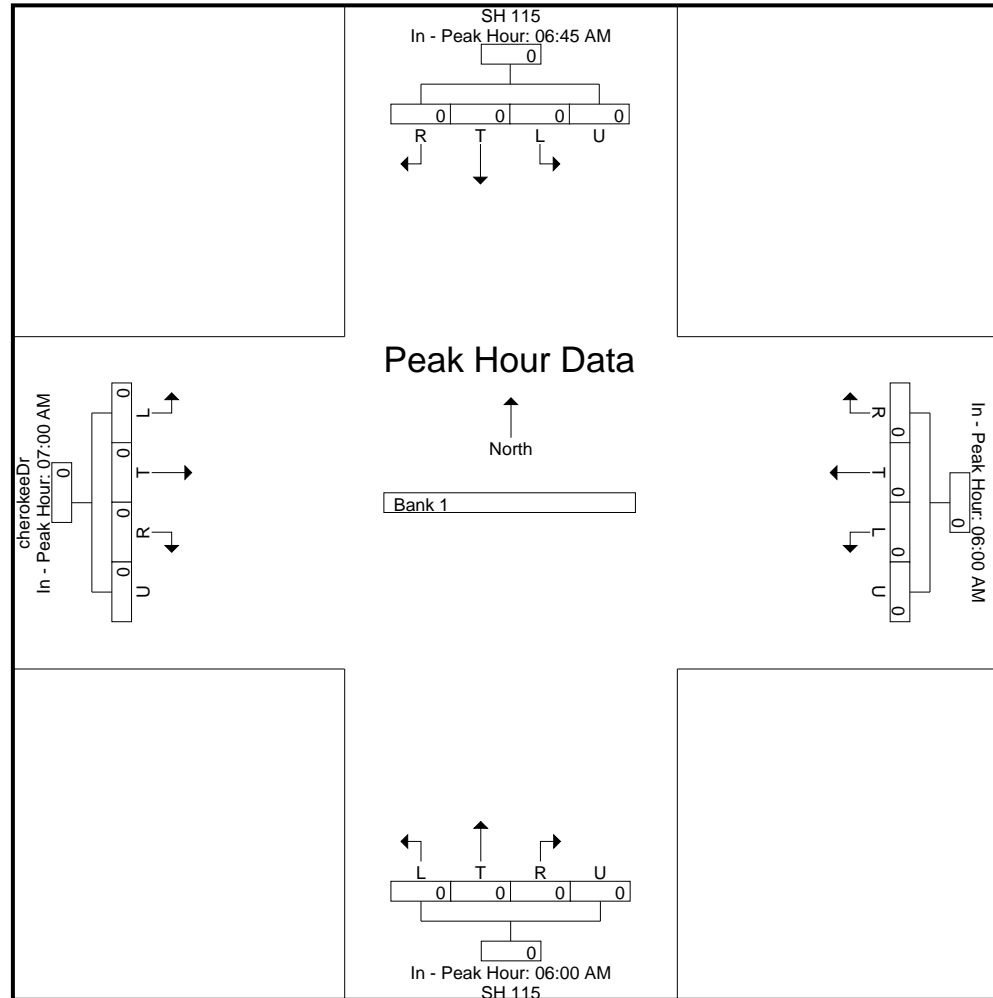 SH 115
In - Peak Hour: 06:45 AM
0
0 0 0 0
R T L U
Peak Hour Data
North
Bank 1
cherokeeDr
In - Peak Hour: 07:00 AM
0
0 0 0 0
L T R U
R T L U
0 0 0 0
0
In - Peak Hour: 06:00 AM
L T R U
0 0 0 0
0
In - Peak Hour: 06:00 AM
SH 115